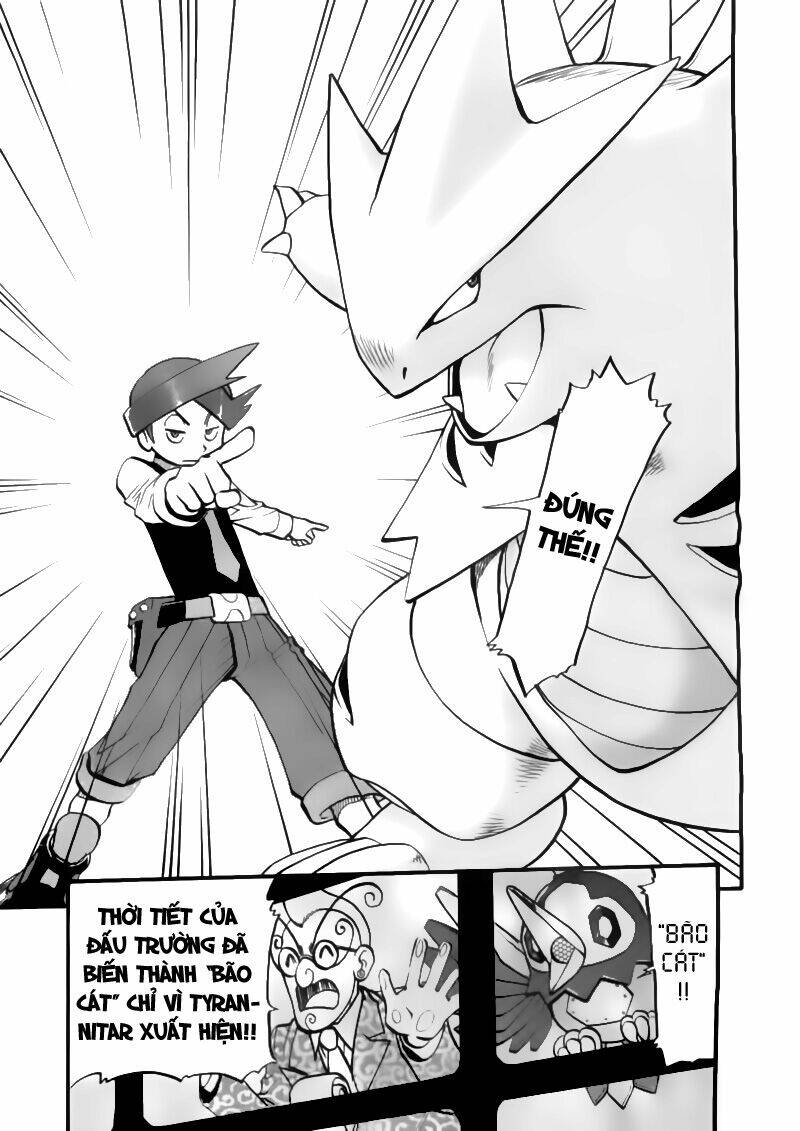 ĐÚNG
THẾ!!
"BÃO
CÁT"
!!
THỜI TIẾT CỦA
ĐẤU TRƯỜNG ĐÃ
BIẾN THÀNH "BÃO
CÁT" CHỈ VÌ TYRAN-
NITAR XUẤT HIỆN!!